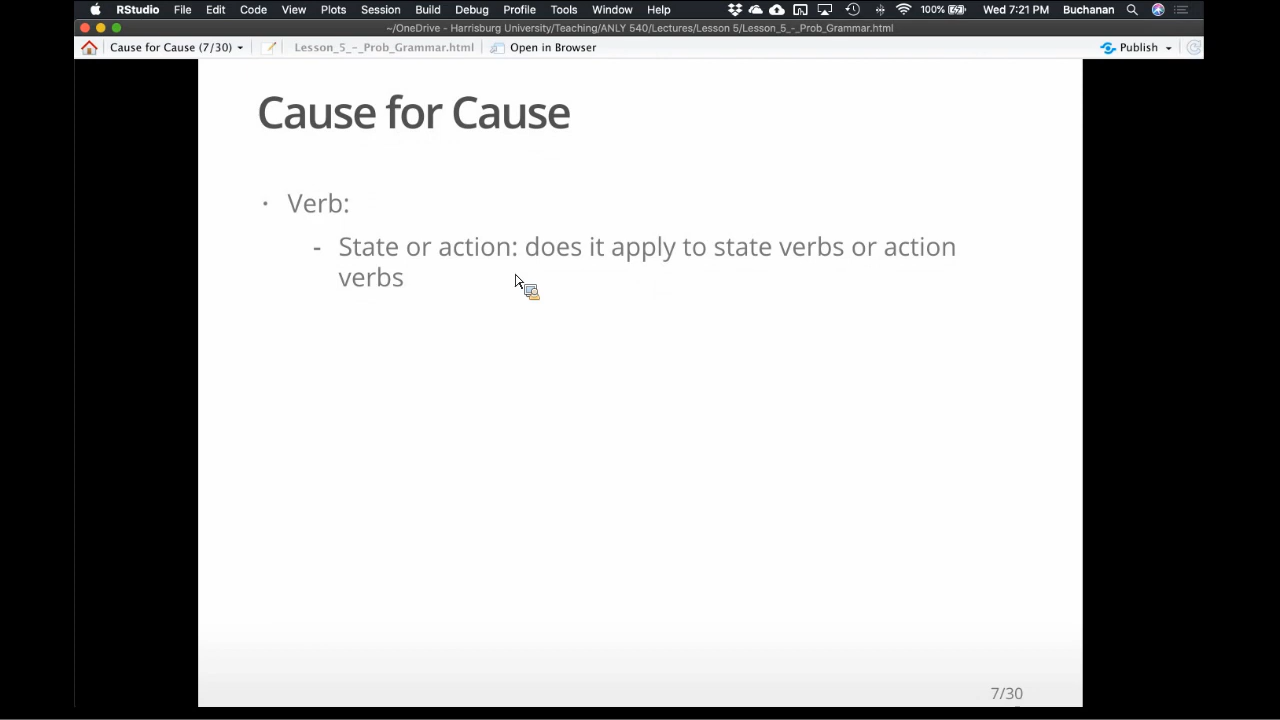 RStudio File Edit Code View Plots Session Build Debug Profile Tools Window Help 100% Wed 7:21 PM Buchanan
~/OneDrive - Harrisburg University/Teaching/ANLY 540/Lectures/Lesson 5/Lesson_5_-_Prob_Grammar.html
Cause for Cause (7/30) Lesson_5_-_Prob_Grammar.html Open in Browser Publish
Cause for Cause
· Verb:
- State or action: does it apply to state verbs or action
verbs
7/30